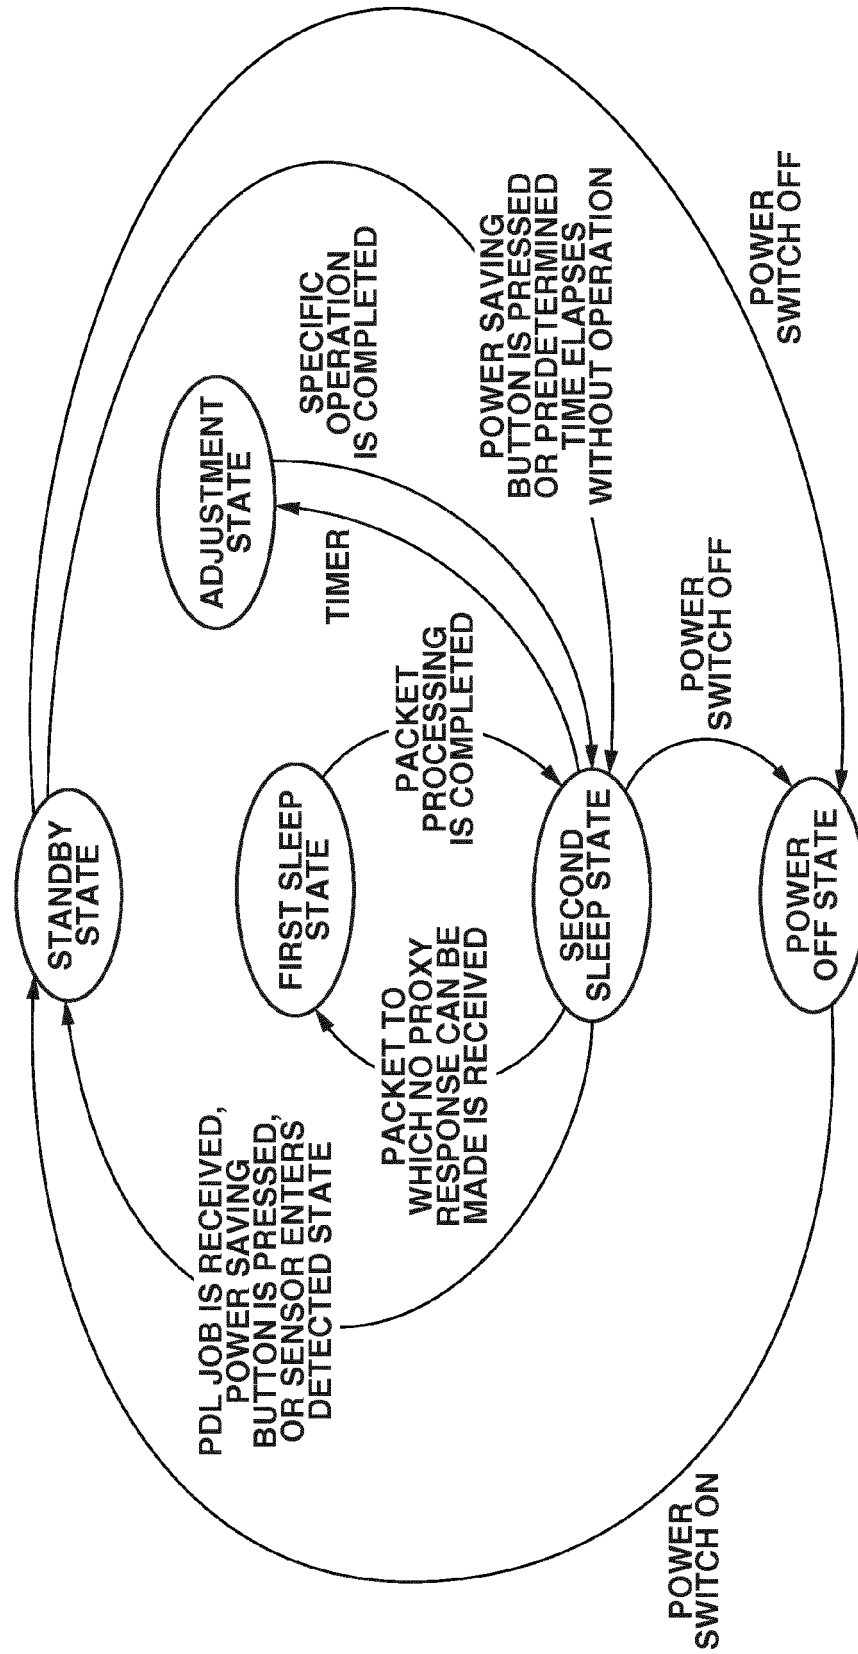 STANDBY
STATE
PDL JOB IS RECEIVED,
POWER SAVING
BUTTON IS PRESSED,
OR SENSOR ENTERS
DETECTED STATE
ADJUSTMENT
STATE
FIRST SLEEP
STATE
SPECIFIC
OPERATION
IS COMPLETED
TIMER
PACKET TO
WHICH NO PROXY
RESPONSE CAN BE
MADE IS RECEIVED
PACKET
PROCESSING
IS COMPLETED
POWER SAVING
BUTTON IS PRESSED
OR PREDETERMINED
TIME ELAPSES
WITHOUT OPERATION
SECOND
SLEEP STATE
POWER
SWITCH ON
POWER
SWITCH OFF
POWER
SWITCH OFF
POWER
OFF STATE